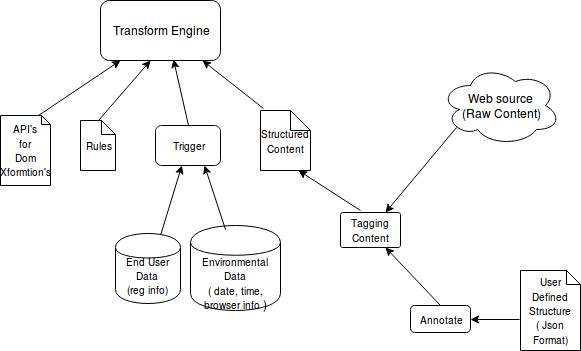 Transform Engine
Web source
(Raw Content)
API's
for
Dom
Xformtion's
Rules
Trigger
Structured
Content
Tagging
Content
End User
Data
(reg info)
Environmental
Data
( date, time,
browser info )
Annotate
User
Defined
Structure
( Json
Format)